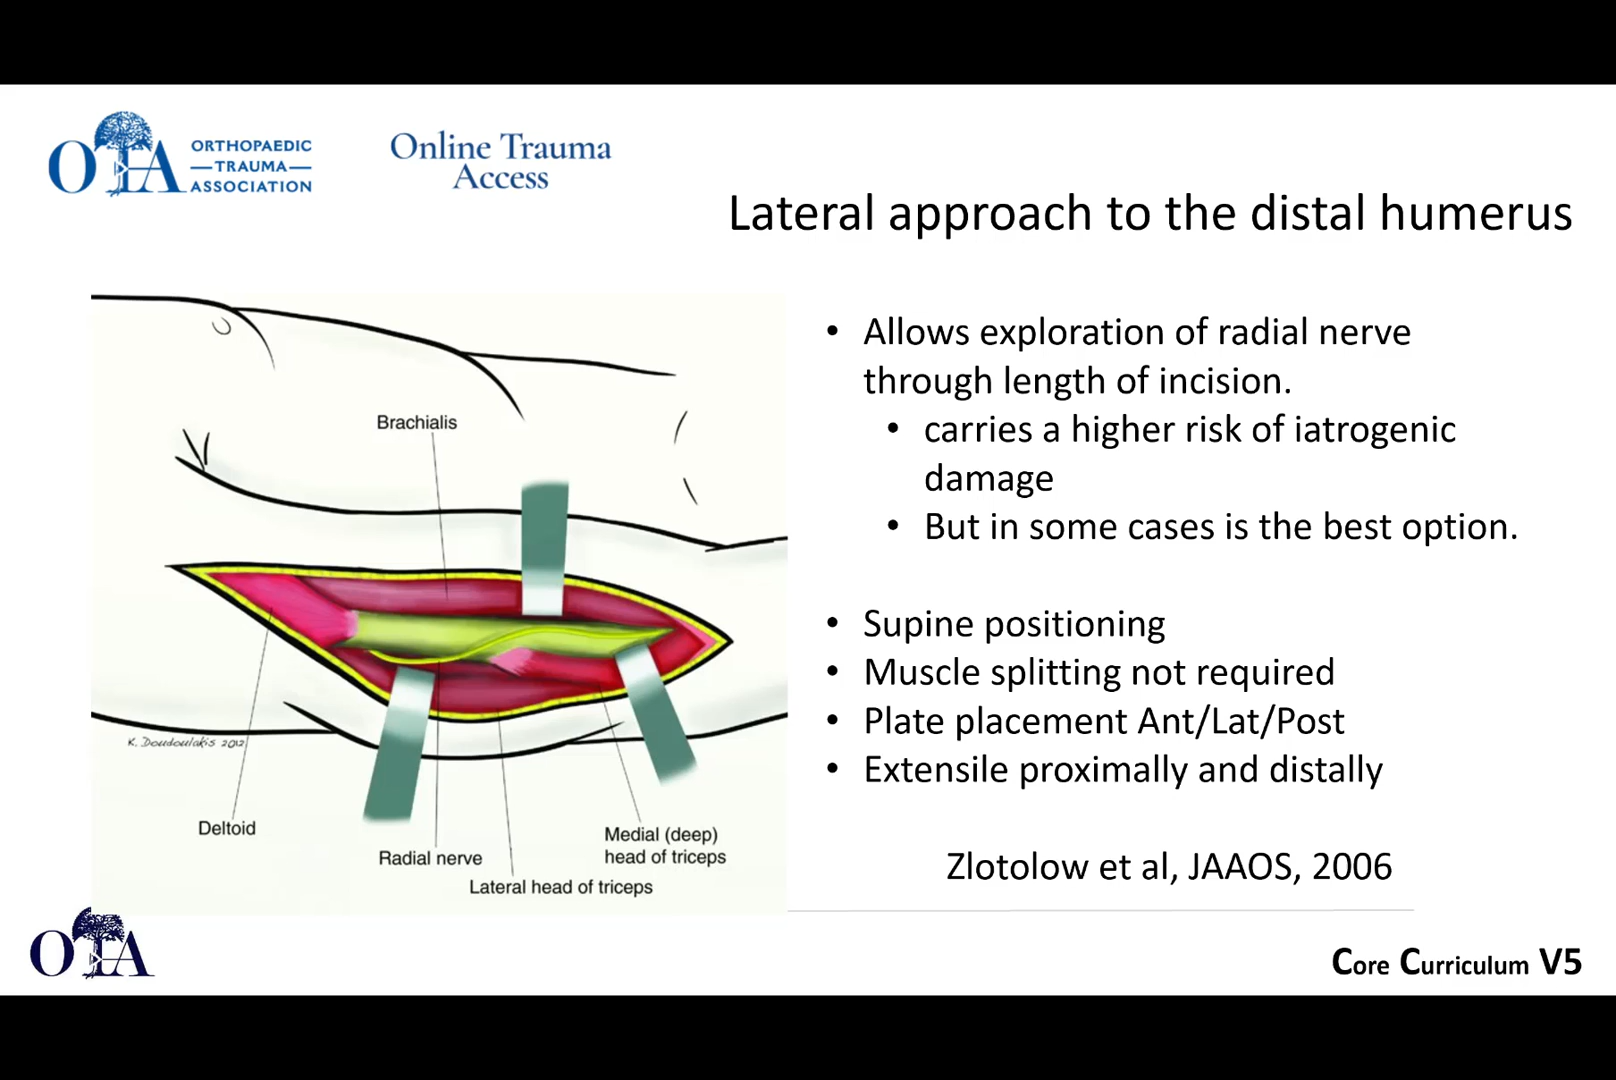 OTA ORTHOPAEDIC
TRAUMA
ASSOCIATION
Online Trauma
Access
Lateral approach to the distal humerus
• Allows exploration of radial nerve
through length of incision.
• carries a higher risk of iatrogenic
damage
• But in some cases is the best option.
• Supine positioning
• Muscle splitting not required
• Plate placement Ant/Lat/Post
• Extensile proximally and distally
Zlotolow et al, JAAOS, 2006
Brachialis
K. Doudoulakis 2012
Deltoid
Radial nerve
Lateral head of triceps
Medial (deep)
head of triceps
OTA
Core Curriculum V5